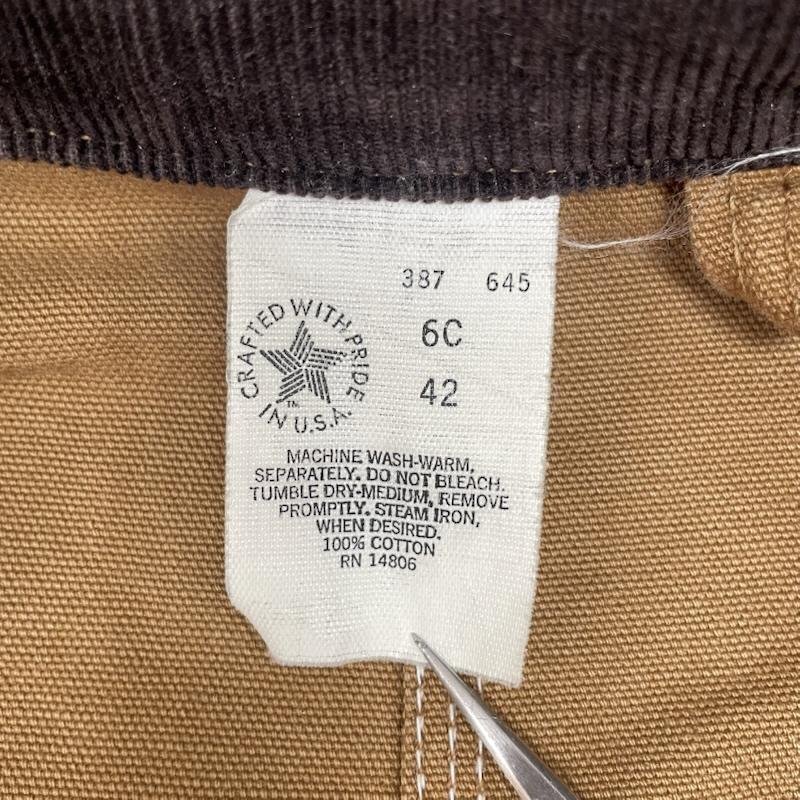 387 645
6C
42
CRAFTED WITH PRIDE
IN U.S.A.
TM
MACHINE WASH-WARM,
SEPARATELY. DO NOT BLEACH.
TUMBLE DRY-MEDIUM, REMOVE
PROMPTLY. STEAM IRON,
WHEN DESIRED.
100% COTTON
RN 14806